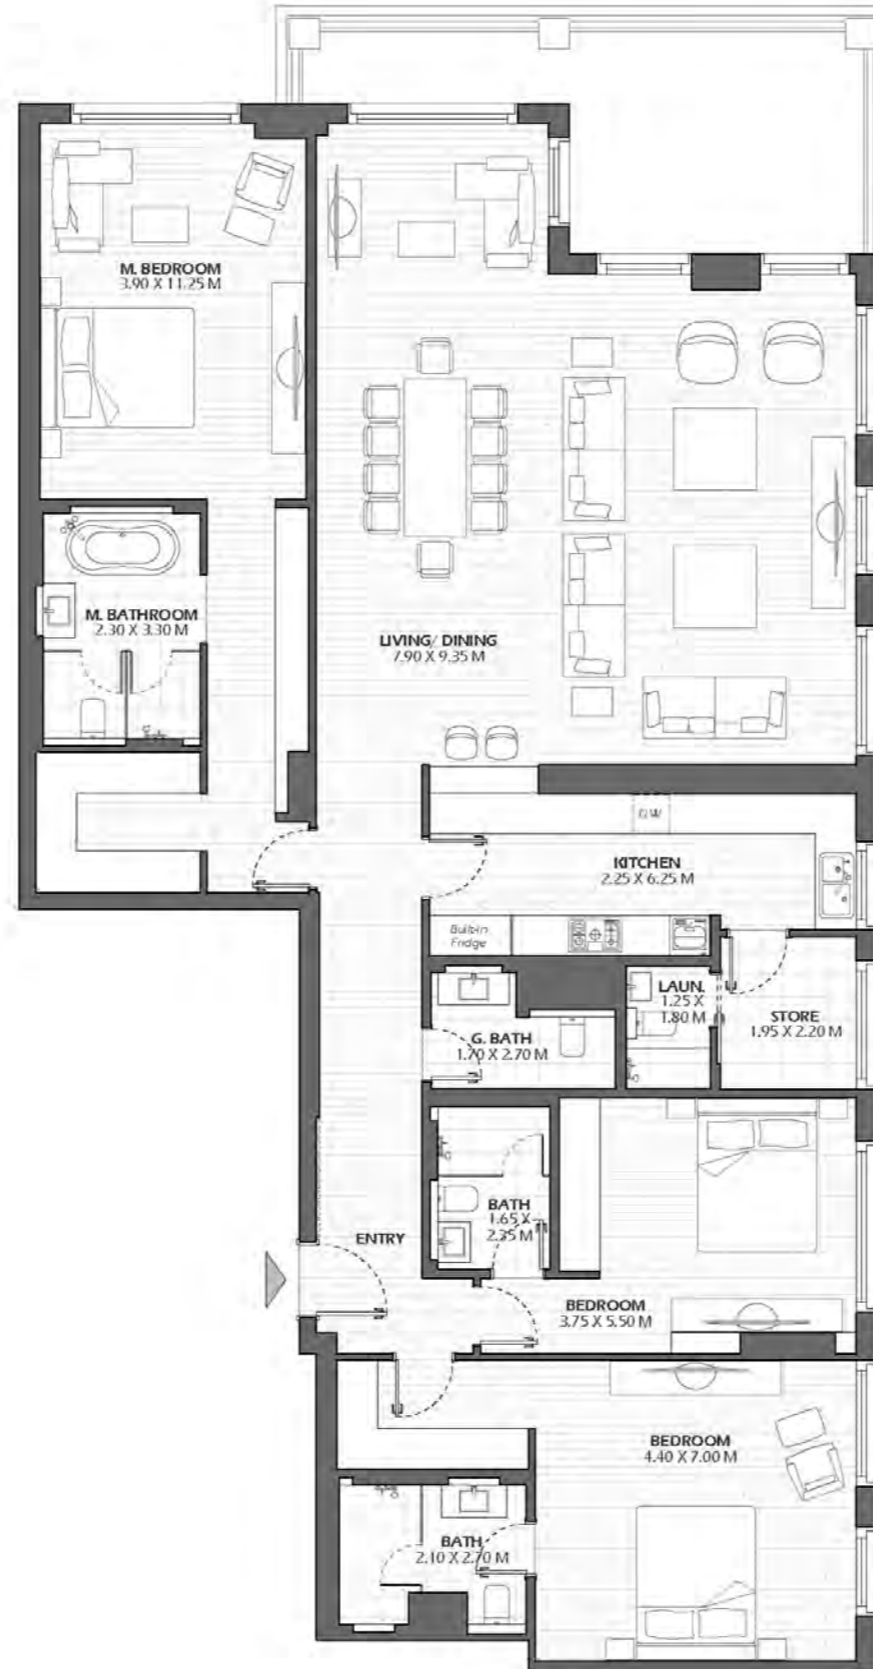 M. BEDROOM
3.90 X 11.25 M
M. BATHROOM
2.30 X 3.30 M
LIVING/ DINING
7.90 X 9.35 M
D.W
KITCHEN
2.25 X 6.25 M
Built-in
Fridge
LAUN.
1.25 X
1.80 M
STORE
1.95 X 2.20 M
G. BATH
1.70 X 2.70 M
BATH
1.65 X
2.35 M
ENTRY
BEDROOM
3.75 X 5.50 M
BEDROOM
4.40 X 7.00 M
BATH
2.10 X 2.70 M